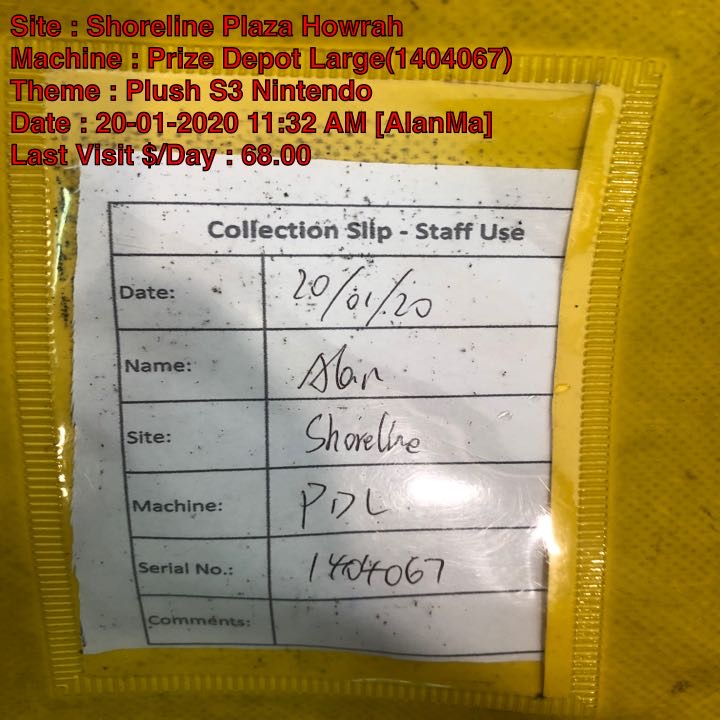 Site : Shoreline Plaza Howrah
Machine : Prize Depot Large(1404067)
Theme : Plush S3 Nintendo
Date : 20-01-2020 11:32 AM [AlanMa]
Last Visit $/Day : 68.00
Collection Slip - Staff Use
Date: 20/01/20
Name: Alan
Site: Shoreline
Machine: PDL
Serial No.: 1404067
Comments: